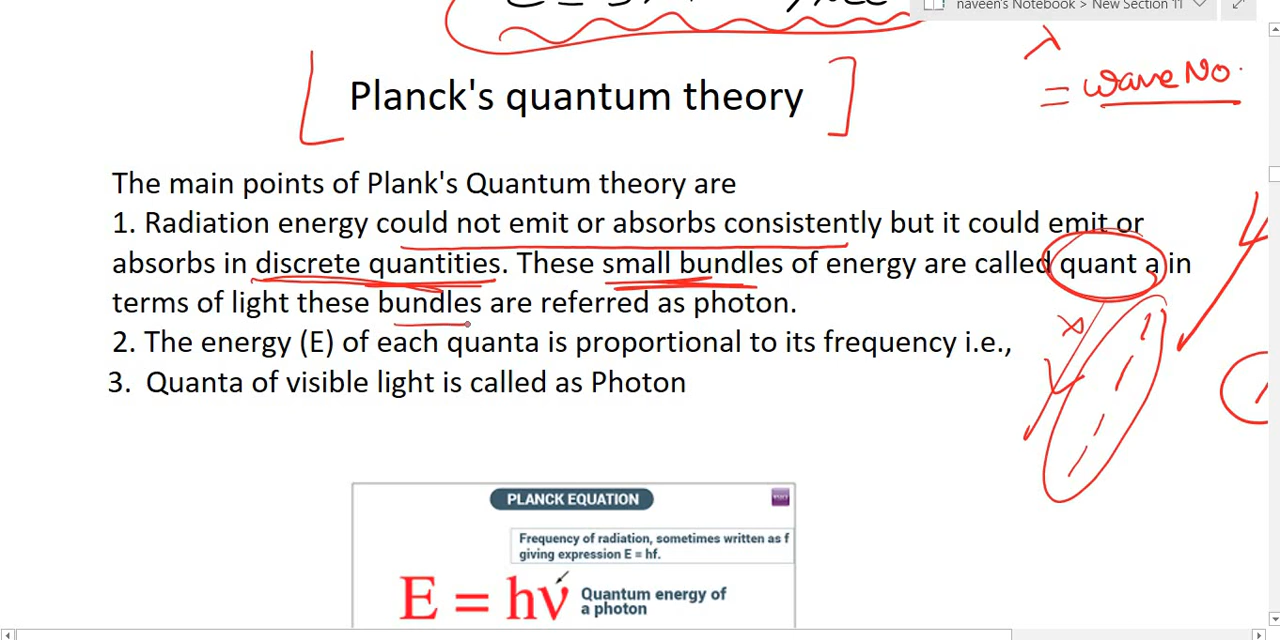 naveen's Notebook > New Section 11
λ
= wave No.
Planck's quantum theory
The main points of Plank's Quantum theory are
1. Radiation energy could not emit or absorbs consistently but it could emit or
absorbs in discrete quantities. These small bundles of energy are called quant a in
terms of light these bundles are referred as photon.
2. The energy (E) of each quanta is proportional to its frequency i.e.,
3. Quanta of visible light is called as Photon
PLANCK EQUATION
Frequency of radiation, sometimes written as f
giving expression E = hf.
E = hν
Quantum energy of
a photon